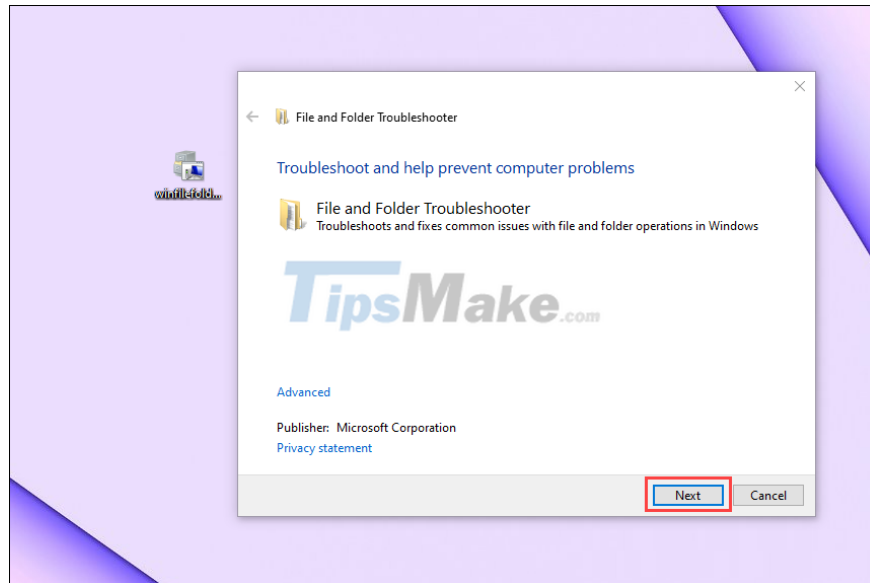 File and Folder Troubleshooter
Troubleshoot and help prevent computer problems
File and Folder Troubleshooter
Troubleshoots and fixes common issues with file and folder operations in Windows
TipsMake.com
Advanced
Publisher: Microsoft Corporation
Privacy statement
Next
Cancel